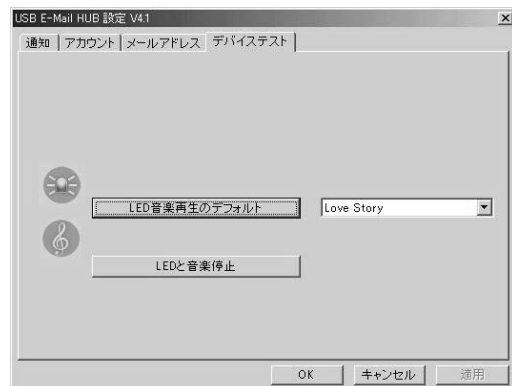 USB E-Mail HUB 設定 V4.1
通知 アカウント メールアドレス デバイステスト
LED音楽再生のデフォルト Love Story
LEDと音楽停止
OK キャンセル 適用